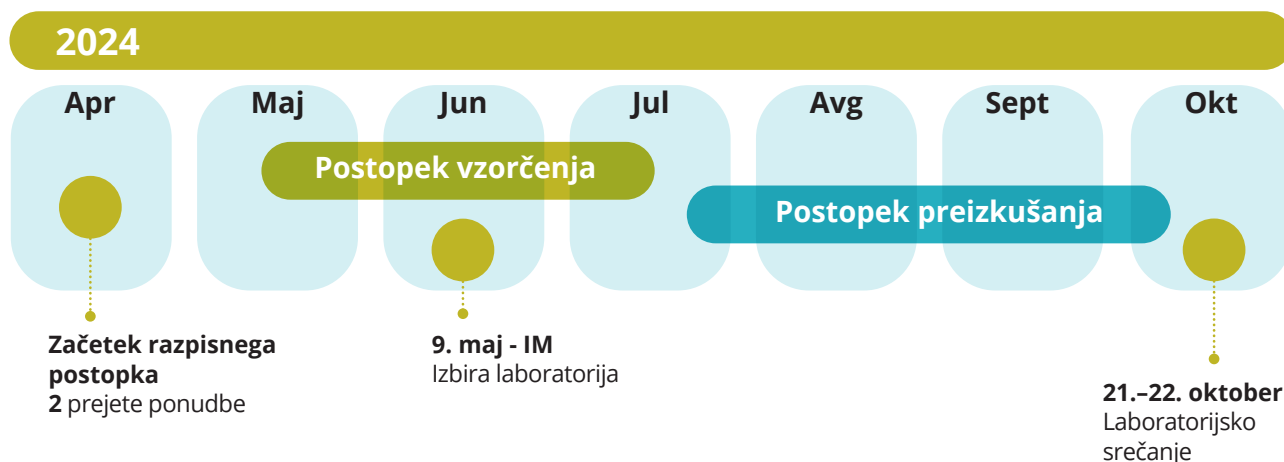 2024
Apr
Maj
Jun
Jul
Avg
Sept
Okt
Postopek vzorčenja
Postopek preizkušanja
Začetek razpisnega
postopka
2 prejete ponudbe
9. maj - IM
Izbira laboratorija
21.–22. oktober
Laboratorijsko
srečanje